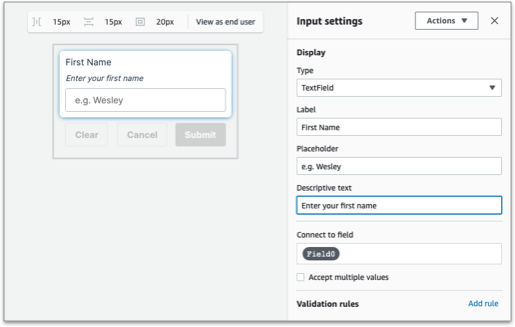 15px 15px 20px View as end user
First Name
Enter your first name
e.g. Wesley
Clear Cancel Submit
Input settings Actions
Display
Type
TextField
Label
First Name
Placeholder
e.g. Wesley
Descriptive text
Enter your first name
Connect to field
Field0
Accept multiple values
Validation rules Add rule